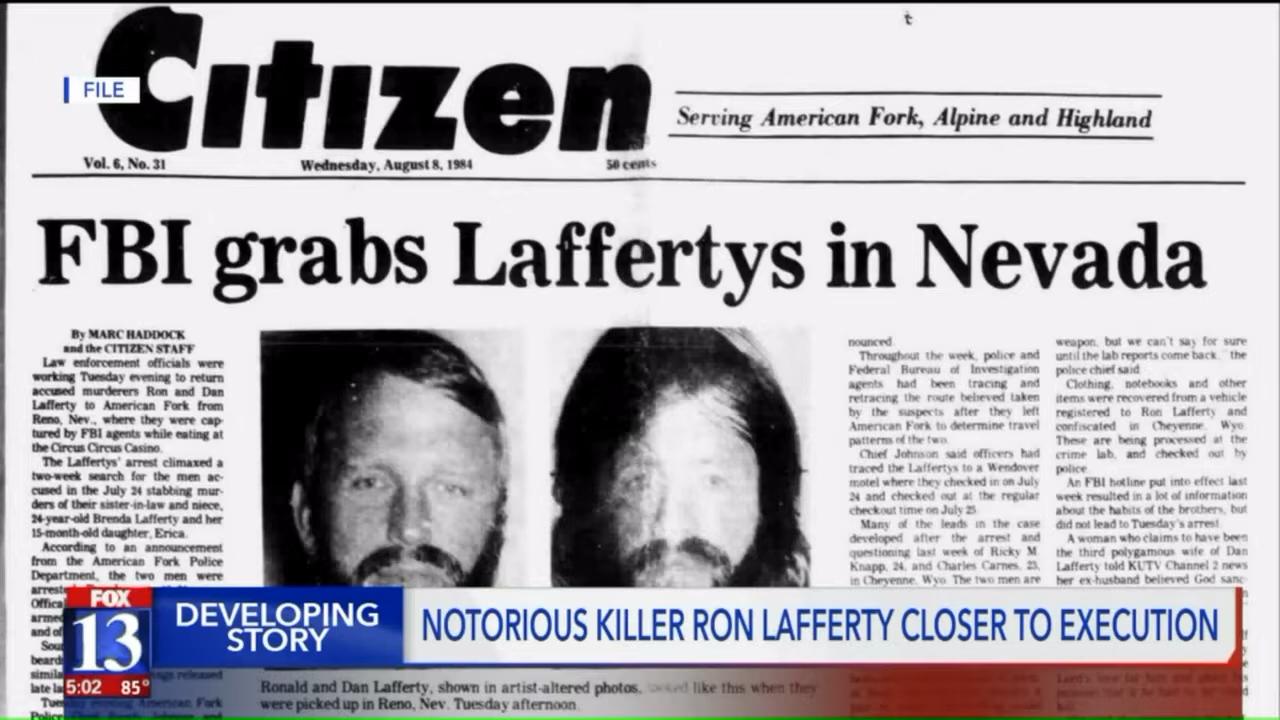 FILE
Citizen
Serving American Fork, Alpine and Highland
Vol. 6, No. 31
Wednesday, August 8, 1984
50 cents
FBI grabs Laffertys in Nevada
By MARC HADDOCK
and the CITIZEN STAFF
Law enforcement officials were
working Tuesday evening to return
accused murderers Ron and Dan
Lafferty to American Fork from
Reno, Nev., where they were cap-
tured by FBI agents while eating at
the Circus Circus Casino.
The Laffertys' arrest climaxed a
two-week search for the men ac-
cused in the July 24 stabbing mur-
ders of their sister-in-law and niece,
24-year-old Brenda Lafferty and her
15-month-old daughter, Erica.
According to an announcement
from the American Fork Police
Department, the two men were
nounced.
Throughout the week, police and
Federal Bureau of Investigation
agents had been tracing and
retracing the route believed taken
by the suspects after they left
American Fork to determine travel
patterns of the two.
Chief Johnson said officers had
traced the Laffertys to a Wendover
motel where they checked in on July
24 and checked out at the regular
checkout time on July 25.
Many of the leads in the case
developed after the arrest and
questioning last week of Ricky M.
Knapp, 24, and Charles Carnes, 23,
in Cheyenne, Wyo. The two men are
weapon, but we can't say for sure
until the lab reports come back," the
police chief said.
Clothing, notebooks and other
items were recovered from a vehicle
registered to Ron Lafferty and
confiscated in Cheyenne, Wyo.
These are being processed at the
crime lab, and checked out by
police.
An FBI hotline put into effect last
week resulted in a lot of information
about the habits of the brothers, but
did not lead to Tuesday's arrest.
A woman who claims to have been
the third polygamous wife of Dan
Lafferty told KUTV Channel 2 news
her ex-husband believed God sanc-
FOX
13
5:02 85°
DEVELOPING
STORY
NOTORIOUS KILLER RON LAFFERTY CLOSER TO EXECUTION
Ronald and Dan Lafferty, shown in artist-altered photos, looked like this when they
were picked up in Reno, Nev. Tuesday afternoon.